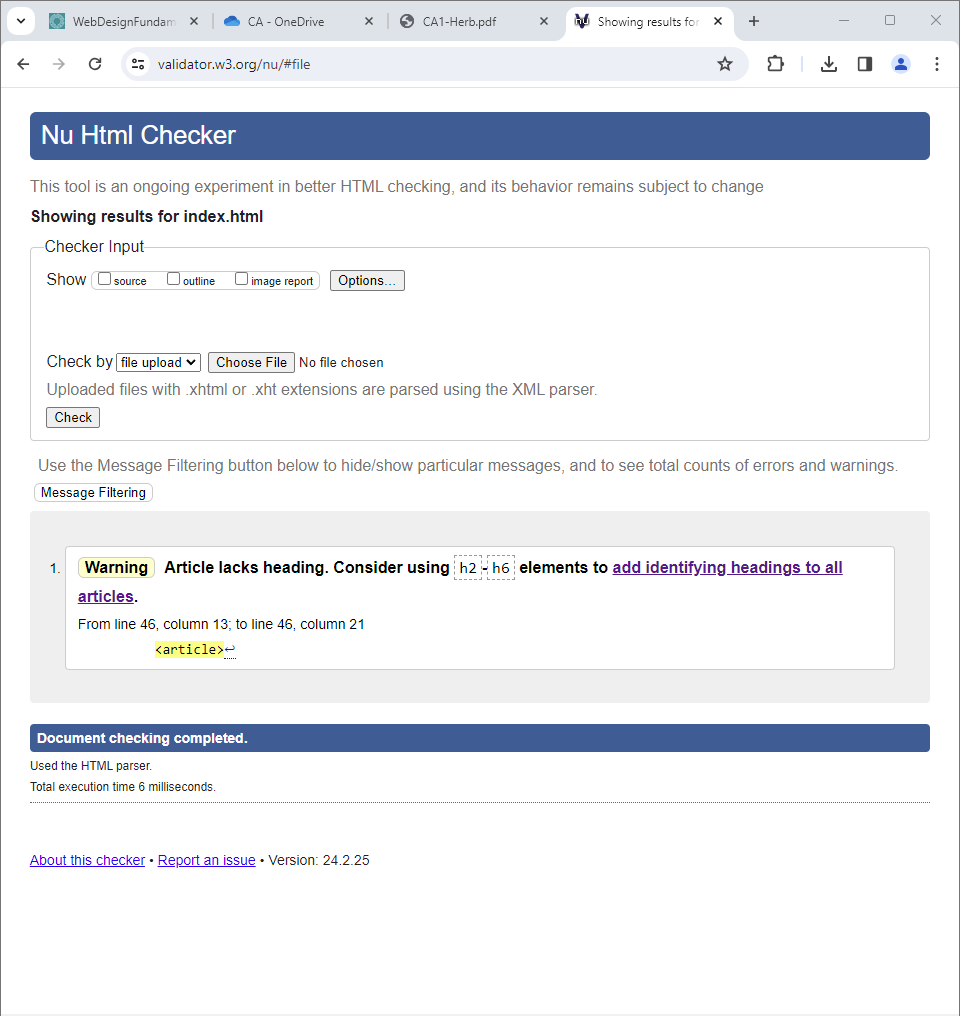 WebDesignFundam
CA - OneDrive
CA1-Herb.pdf
Showing results for
validator.w3.org/nu/#file
Nu Html Checker
This tool is an ongoing experiment in better HTML checking, and its behavior remains subject to change
Showing results for index.html
Checker Input
Show source outline image report Options...
Check by file upload Choose File No file chosen
Uploaded files with .xhtml or .xht extensions are parsed using the XML parser.
Check
Use the Message Filtering button below to hide/show particular messages, and to see total counts of errors and warnings.
Message Filtering
1. Warning Article lacks heading. Consider using h2-h6 elements to add identifying headings to all
articles.
From line 46, column 13; to line 46, column 21
<article>↩
Document checking completed.
Used the HTML parser.
Total execution time 6 milliseconds.
About this checker • Report an issue • Version: 24.2.25